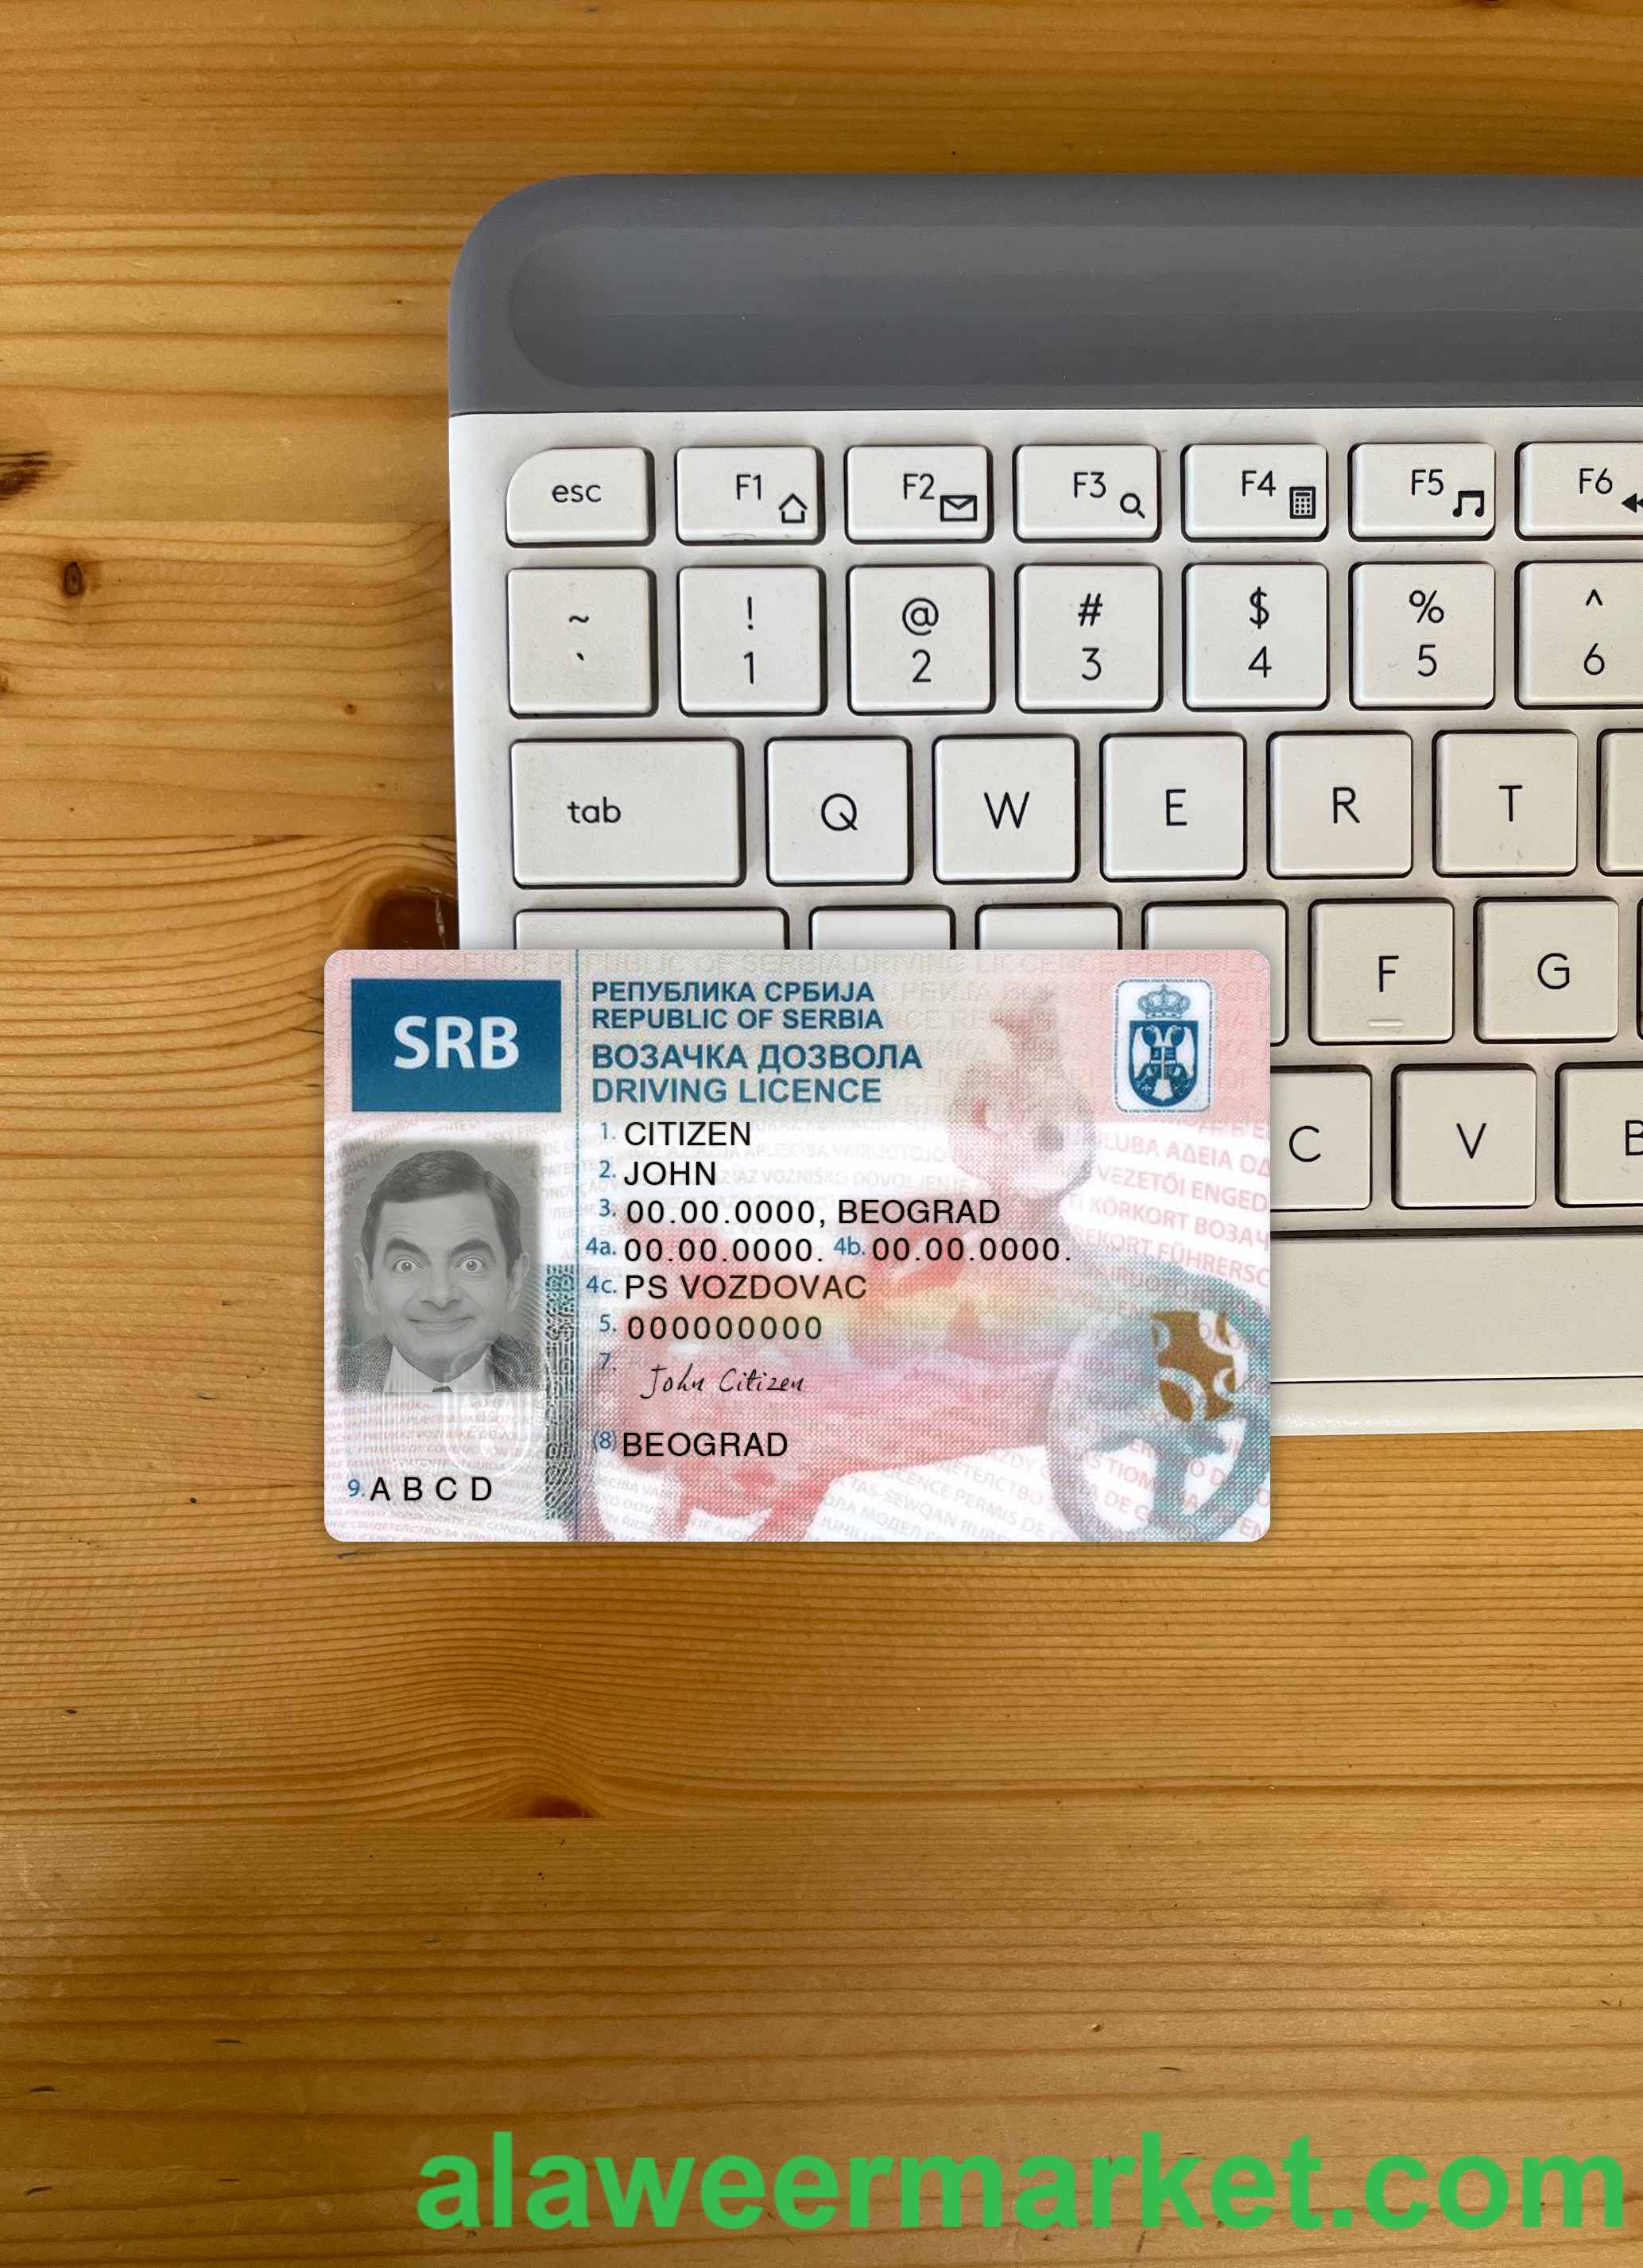 esc F1 F2 F3 F4 F5 F6
~ ! @ # $ % ^
` 1 2 3 4 5 6
tab Q W E R T
F G
C V B
SRB
РЕПУБЛИКА СРБИЈА
REPUBLIC OF SERBIA
ВОЗАЧКА ДОЗВОЛА
DRIVING LICENCE
1. CITIZEN
2. JOHN
3. 00.00.0000, BEOGRAD
4a. 00.00.0000. 4b. 00.00.0000.
4c. PS VOZDOVAC
5. 000000000
7. John Citizen
(8) BEOGRAD
9. A B C D
alaweermarket.com